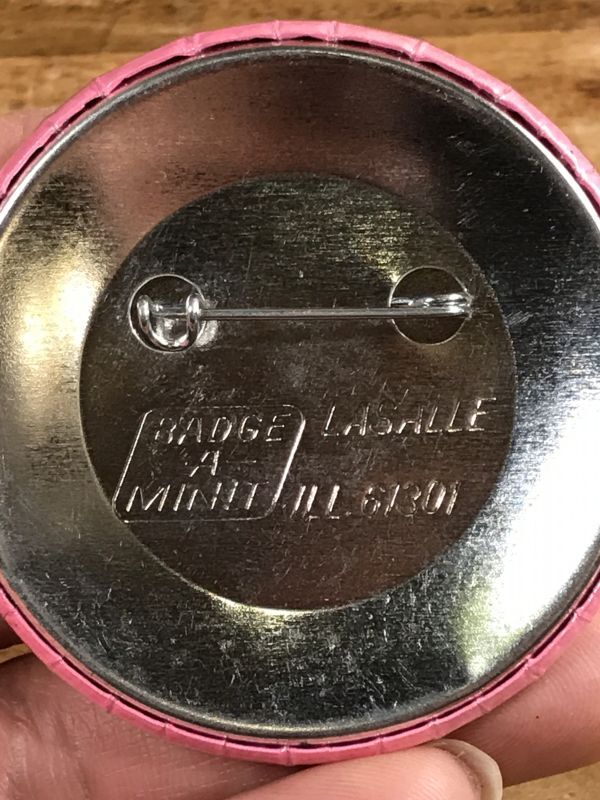 BADGE
A
MINIT
LASALLE
ILL. 61301